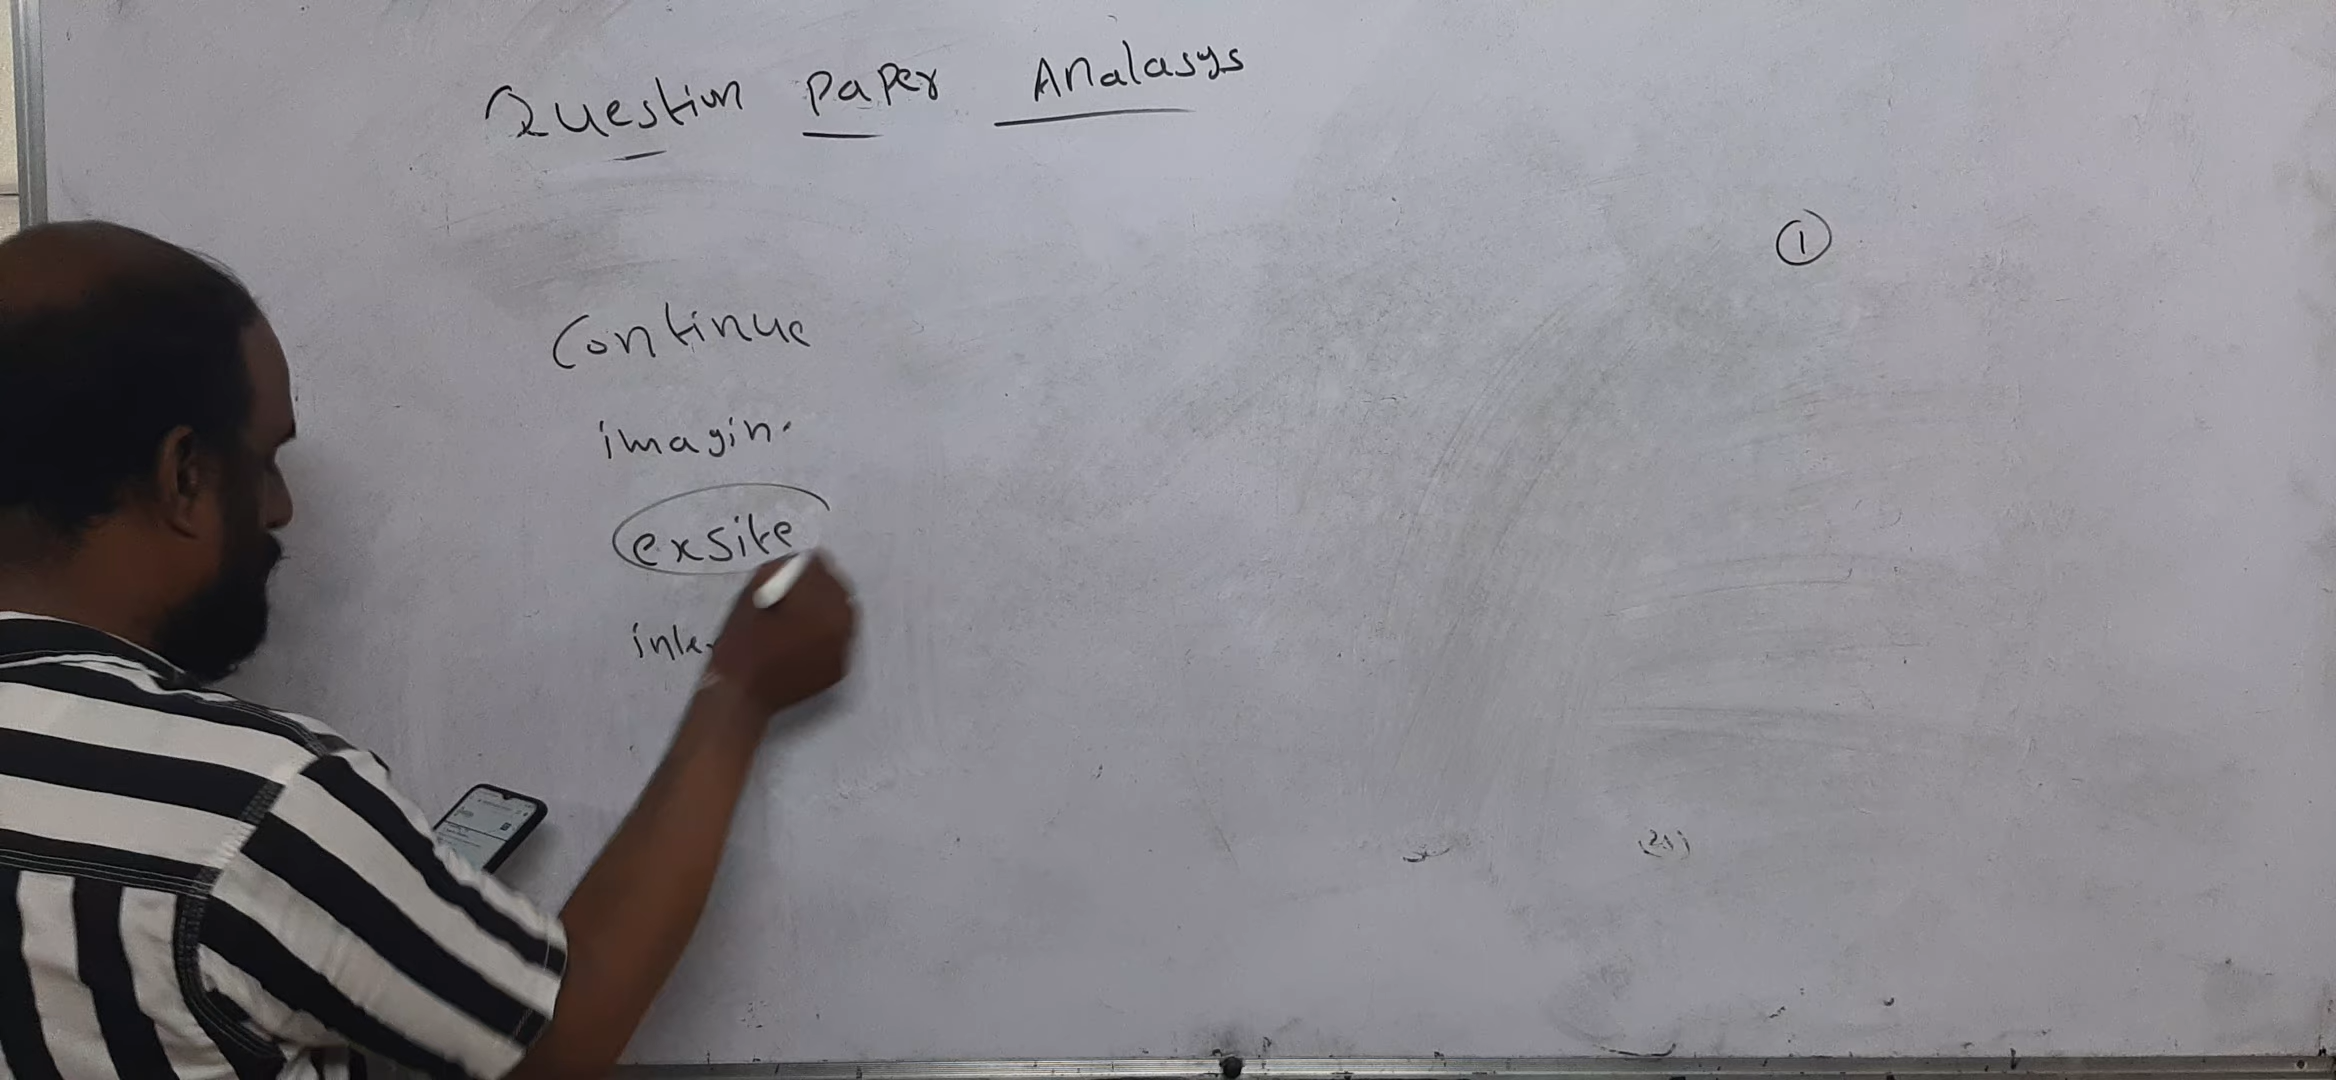 Question Paper Analasys
1
Continue
imagin
exsite